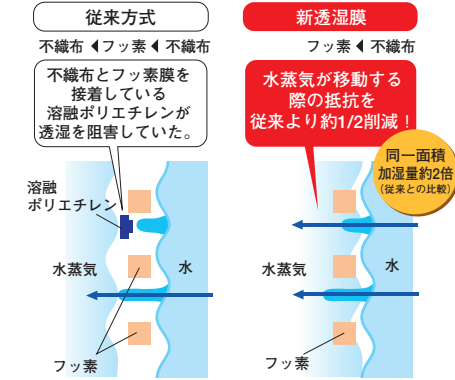 従来方式
不織布◀フッ素◀不織布
不織布とフッ素膜を
接着している
溶融ポリエチレンが
透湿を阻害していた。
溶融
ポリエチレン
水蒸気
水
フッ素
新透湿膜
フッ素◀不織布
水蒸気が移動する
際の抵抗を
従来より約1/2削減！
同一面積
加湿量約2倍
(従来との比較)
水蒸気
水
フッ素